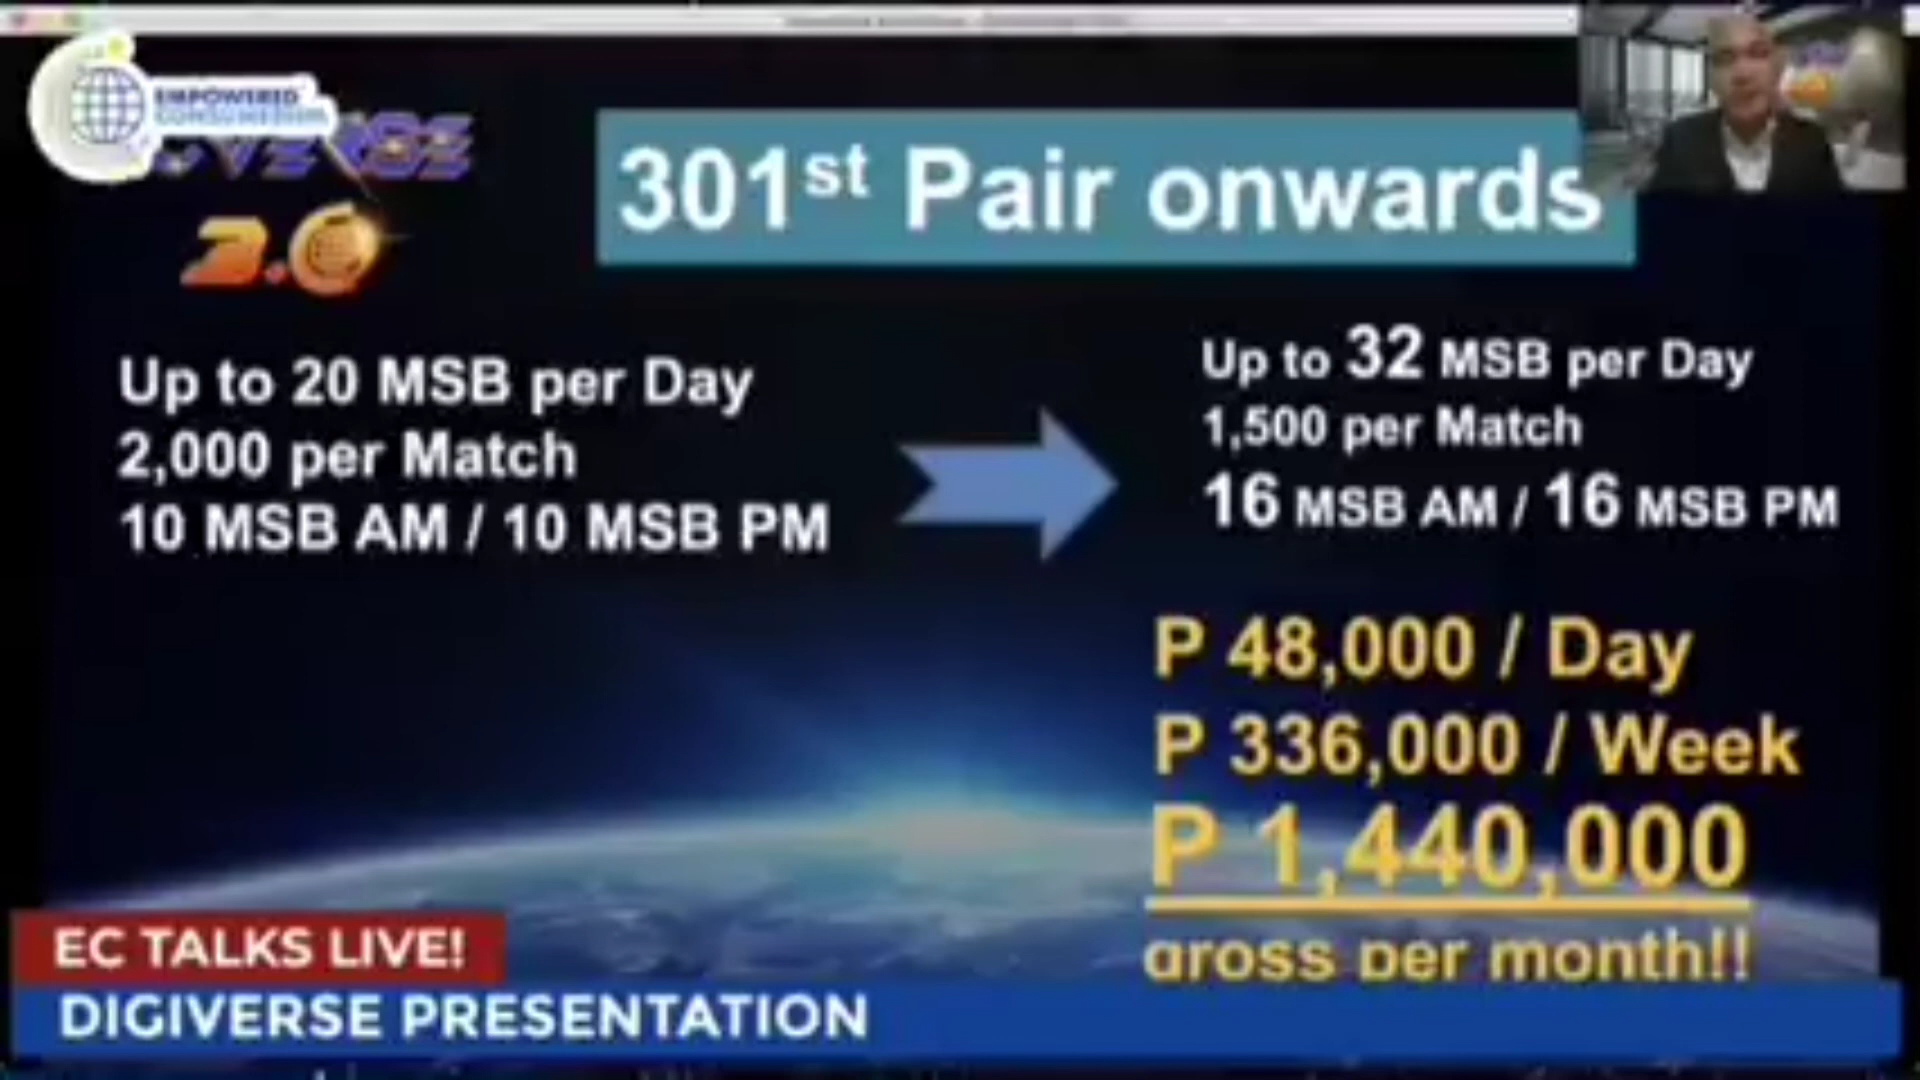 EMPOWERED
CONSUMERISM
2.0
301st Pair onwards
Up to 20 MSB per Day
2,000 per Match
10 MSB AM / 10 MSB PM
Up to 32 MSB per Day
1,500 per Match
16 MSB AM / 16 MSB PM
P 48,000 / Day
P 336,000 / Week
P 1,440,000
gross per month!!
EC TALKS LIVE!
DIGIVERSE PRESENTATION